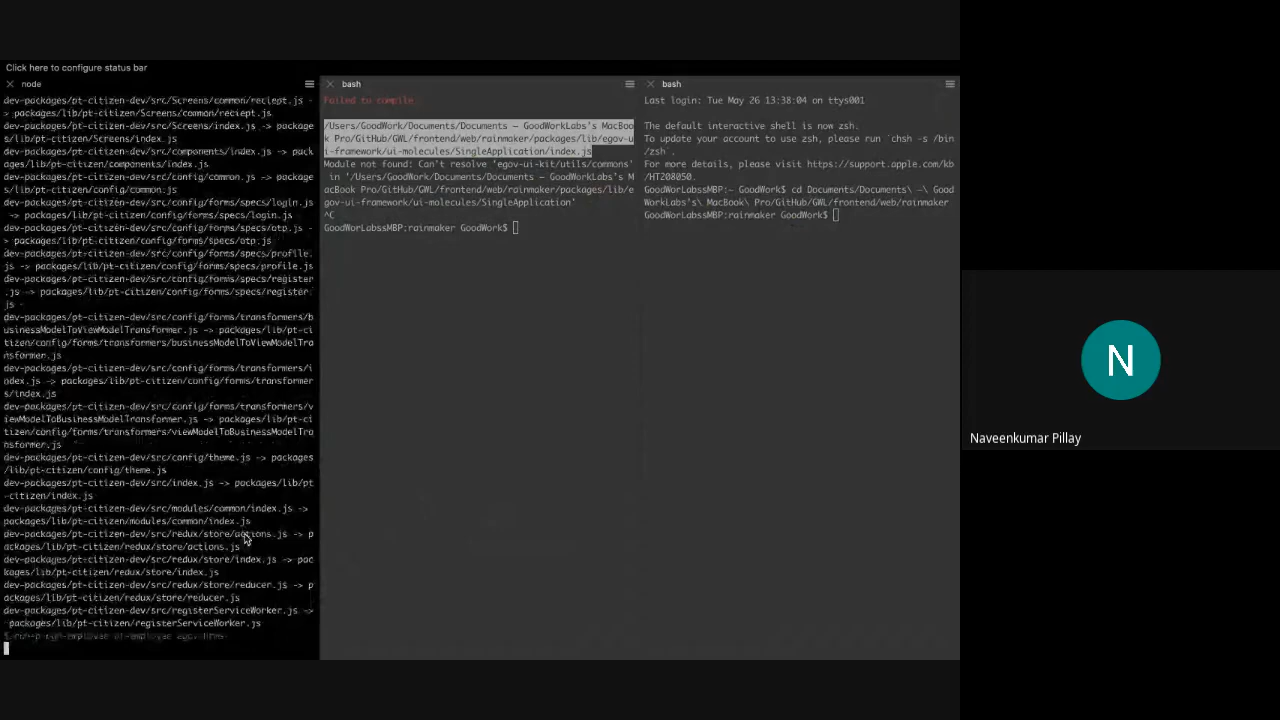 Click here to configure status bar
node
dev-packages/pt-citizen-dev/src/Screens/common/reciept.js -
> packages/lib/pt-citizen/Screens/common/reciept.js
dev-packages/pt-citizen-dev/src/Screens/index.js -> package
s/lib/pt-citizen/Screens/index.js
dev-packages/pt-citizen-dev/src/components/index.js -> pack
ages/lib/pt-citizen/components/index.js
dev-packages/pt-citizen-dev/src/config/common.js -> package
s/lib/pt-citizen/config/common.js
dev-packages/pt-citizen-dev/src/config/forms/specs/login.js
-> packages/lib/pt-citizen/config/forms/specs/login.js
dev-packages/pt-citizen-dev/src/config/forms/specs/otp.js -
> packages/lib/pt-citizen/config/forms/specs/otp.js
dev-packages/pt-citizen-dev/src/config/forms/specs/profile.
js -> packages/lib/pt-citizen/config/forms/specs/profile.js
dev-packages/pt-citizen-dev/src/config/forms/specs/register
.js -> packages/lib/pt-citizen/config/forms/specs/register.
js
dev-packages/pt-citizen-dev/src/config/forms/transformers/b
usinessModelToViewModelTransformer.js -> packages/lib/pt-ci
tizen/config/forms/transformers/businessModelToViewModelTra
nsformer.js
dev-packages/pt-citizen-dev/src/config/forms/transformers/i
ndex.js -> packages/lib/pt-citizen/config/forms/transformer
s/index.js
dev-packages/pt-citizen-dev/src/config/forms/transformers/v
iewModelToBusinessModelTransformer.js -> packages/lib/pt-ci
tizen/config/forms/transformers/viewModelToBusinessModelTra
nsformer.js
dev-packages/pt-citizen-dev/src/config/theme.js -> packages
/lib/pt-citizen/config/theme.js
dev-packages/pt-citizen-dev/src/index.js -> packages/lib/pt
-citizen/index.js
dev-packages/pt-citizen-dev/src/modules/common/index.js ->
packages/lib/pt-citizen/modules/common/index.js
dev-packages/pt-citizen-dev/src/redux/store/actions.js -> p
ackages/lib/pt-citizen/redux/store/actions.js
dev-packages/pt-citizen-dev/src/redux/store/index.js -> pac
kages/lib/pt-citizen/redux/store/index.js
dev-packages/pt-citizen-dev/src/redux/store/reducer.js -> p
ackages/lib/pt-citizen/redux/store/reducer.js
dev-packages/pt-citizen-dev/src/registerServiceWorker.js ->
packages/lib/pt-citizen/registerServiceWorker.js
bash
Failed to compile.
/Users/GoodWork/Documents/Documents – GoodWorkLabs's MacBoo
k Pro/GitHub/GWL/frontend/web/rainmaker/packages/lib/egov-u
i-framework/ui-molecules/SingleApplication/index.js
Module not found: Can't resolve 'egov-ui-kit/utils/commons'
in '/Users/GoodWork/Documents/Documents – GoodWorkLabs's M
acBook Pro/GitHub/GWL/frontend/web/rainmaker/packages/lib/e
gov-ui-framework/ui-molecules/SingleApplication'
^C
GoodWorLabssMBP:rainmaker GoodWork$
bash
Last login: Tue May 26 13:38:04 on ttys001
The default interactive shell is now zsh.
To update your account to use zsh, please run `chsh -s /bin
/zsh`.
For more details, please visit https://support.apple.com/kb
/HT208050.
GoodWorLabssMBP:~ GoodWork$ cd Documents/Documents\ –\ Good
WorkLabs's\ MacBook\ Pro/GitHub/GWL/frontend/web/rainmaker
GoodWorLabssMBP:rainmaker GoodWork$
N
Naveenkumar Pillay